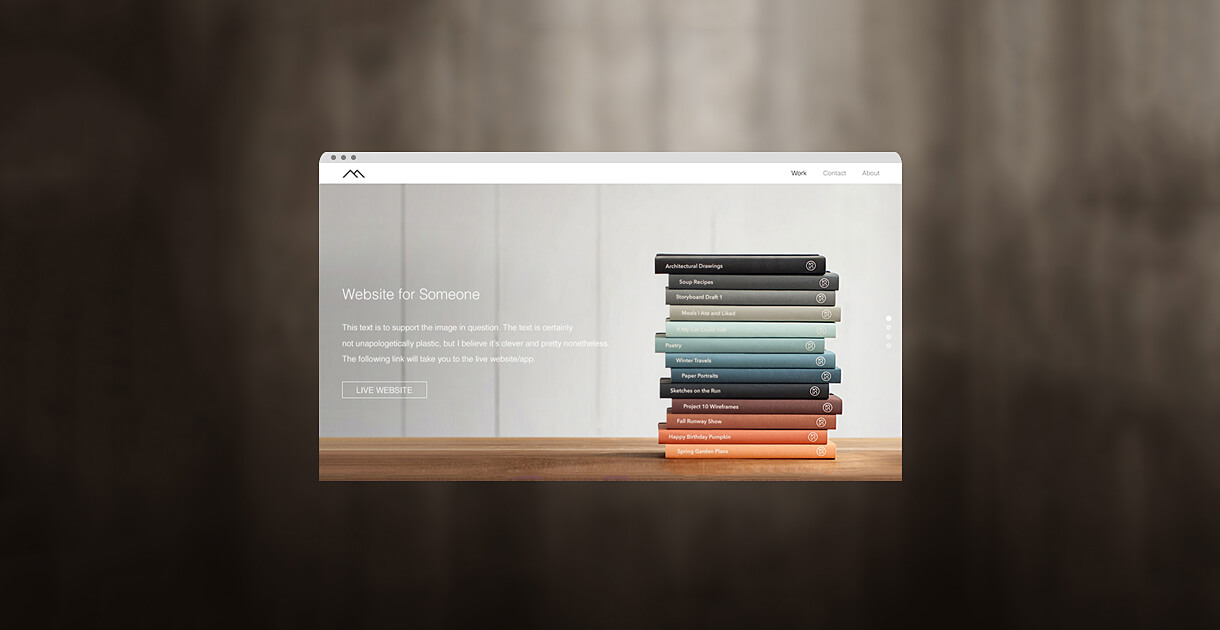 Work Contact About
Website for Someone
This text is to support the image in question. The text is certainly
not unapologetically plastic, but I believe it's clever and pretty nonetheless.
The following link will take you to the live website/app.
LIVE WEBSITE
Architectural Drawings
Soup Recipes
Storyboard Draft 1
Meals I Ate and Liked
Poetry
Winter Travels
Paper Portraits
Sketches on the Run
Project 10 Wireframes
Fall Runway Show
Happy Birthday Pumpkin
Spring Garden Plans